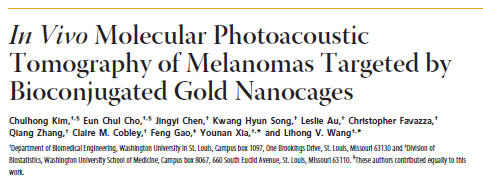 In Vivo Molecular Photoacoustic
Tomography of Melanomas Targeted by
Bioconjugated Gold Nanocages
Chulhong Kim,†,§ Eun Chul Cho,†,§ Jingyi Chen,† Kwang Hyun Song,† Leslie Au,† Christopher Favazza,†
Qiang Zhang,† Claire M. Cobley,† Feng Gao,‡ Younan Xia,†,* and Lihong V. Wang†,*
†Department of Biomedical Engineering, Washington University in St. Louis, Campus box 1097, One Brookings Drive, St. Louis, Missouri 63130 and ‡Division of
Biostatistics, Washington University School of Medicine, Campus box 8067, 660 South Euclid Avenue, St. Louis, Missouri 63110. §These authors contributed equally to this
work.